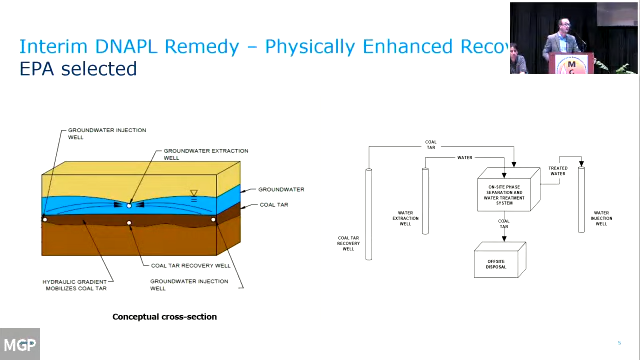 Interim DNAPL Remedy – Physically Enhanced
EPA selected
GROUNDWATER INJECTION
WELL
GROUNDWATER EXTRACTION
WELL
GROUNDWATER
COAL TAR
COAL TAR RECOVERY WELL
HYDRAULIC GRADIENT
MOBILIZES COAL TAR
GROUNDWATER INJECTION
WELL
Conceptual cross-section
COAL
TAR
WATER
TREATED
WATER
ON-SITE PHASE
SEPARATION AND
WATER TREATMENT
SYSTEM
COAL TAR
RECOVERY
WELL
WATER
EXTRACTION
WELL
WATER
INJECTION
WELL
COAL
TAR
OFFSITE
DISPOSAL
MGP
M
G